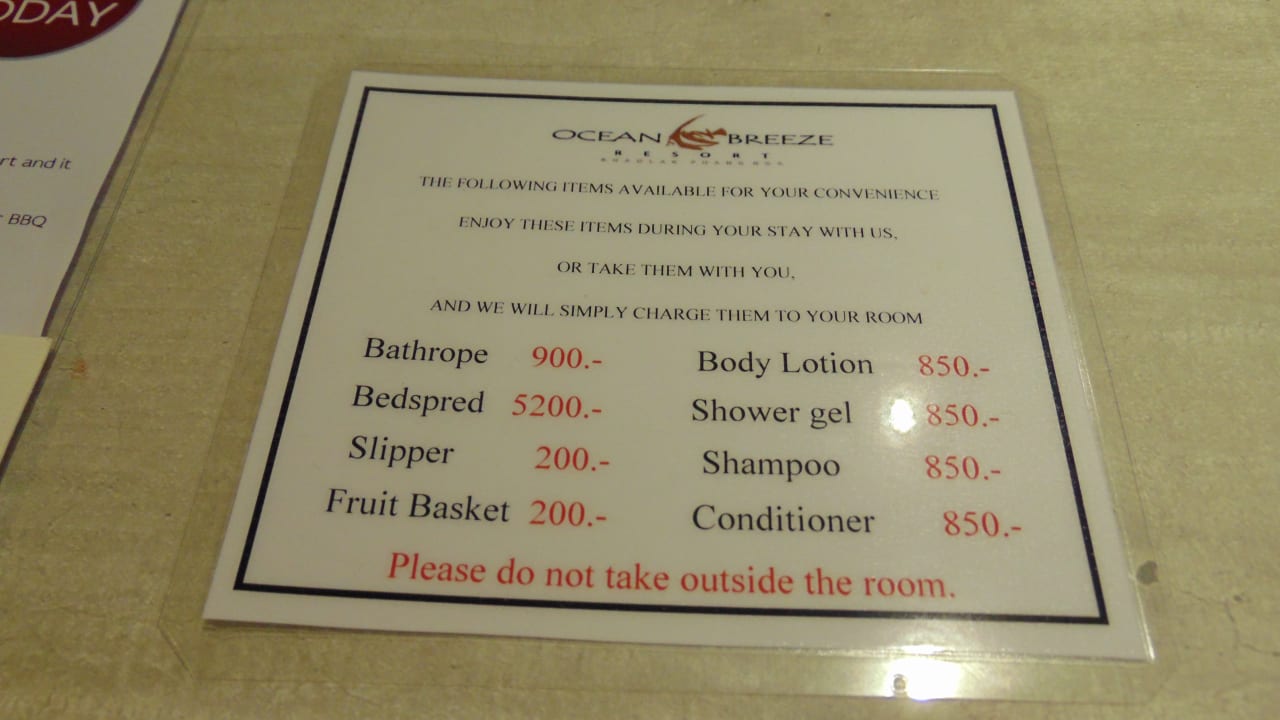 ODAY
rt and it
BBQ
OCEAN BREEZE
RESORT
THE FOLLOWING ITEMS AVAILABLE FOR YOUR CONVENIENCE
ENJOY THESE ITEMS DURING YOUR STAY WITH US,
OR TAKE THEM WITH YOU,
AND WE WILL SIMPLY CHARGE THEM TO YOUR ROOM
Bathrope 900.- Body Lotion 850.-
Bedspred 5200.- Shower gel 850.-
Slipper 200.- Shampoo 850.-
Fruit Basket 200.- Conditioner 850.-
Please do not take outside the room.